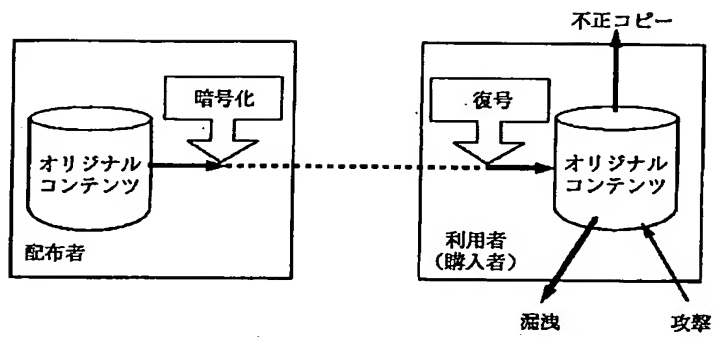 不正コピー
暗号化
復号
オリジナル
コンテンツ
オリジナル
コンテンツ
配布者
利用者
（購入者）
漏洩
攻撃